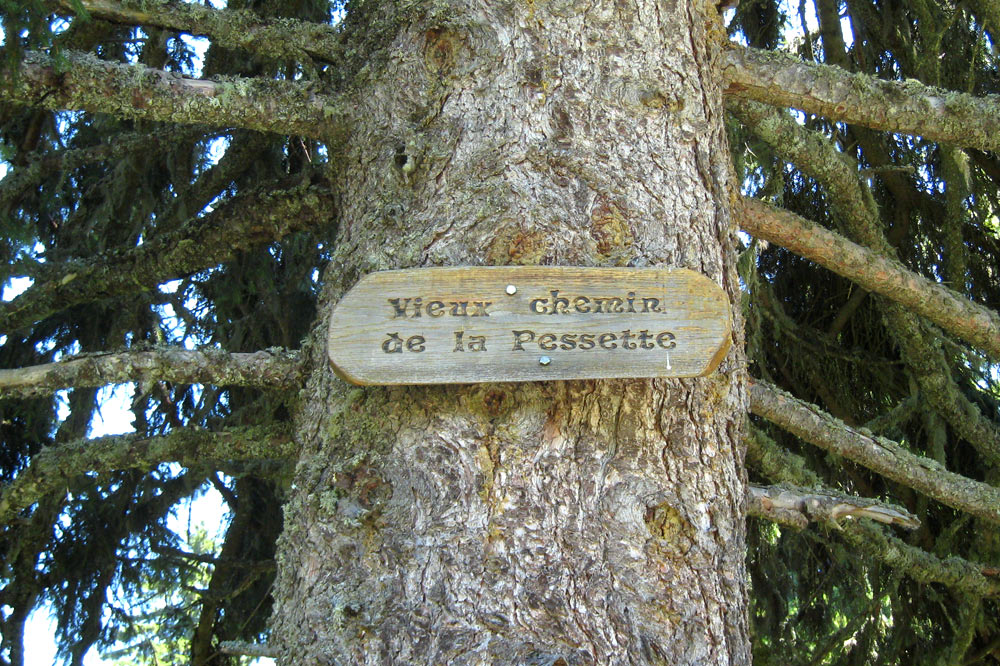 Vieux chemin
de la Pessette